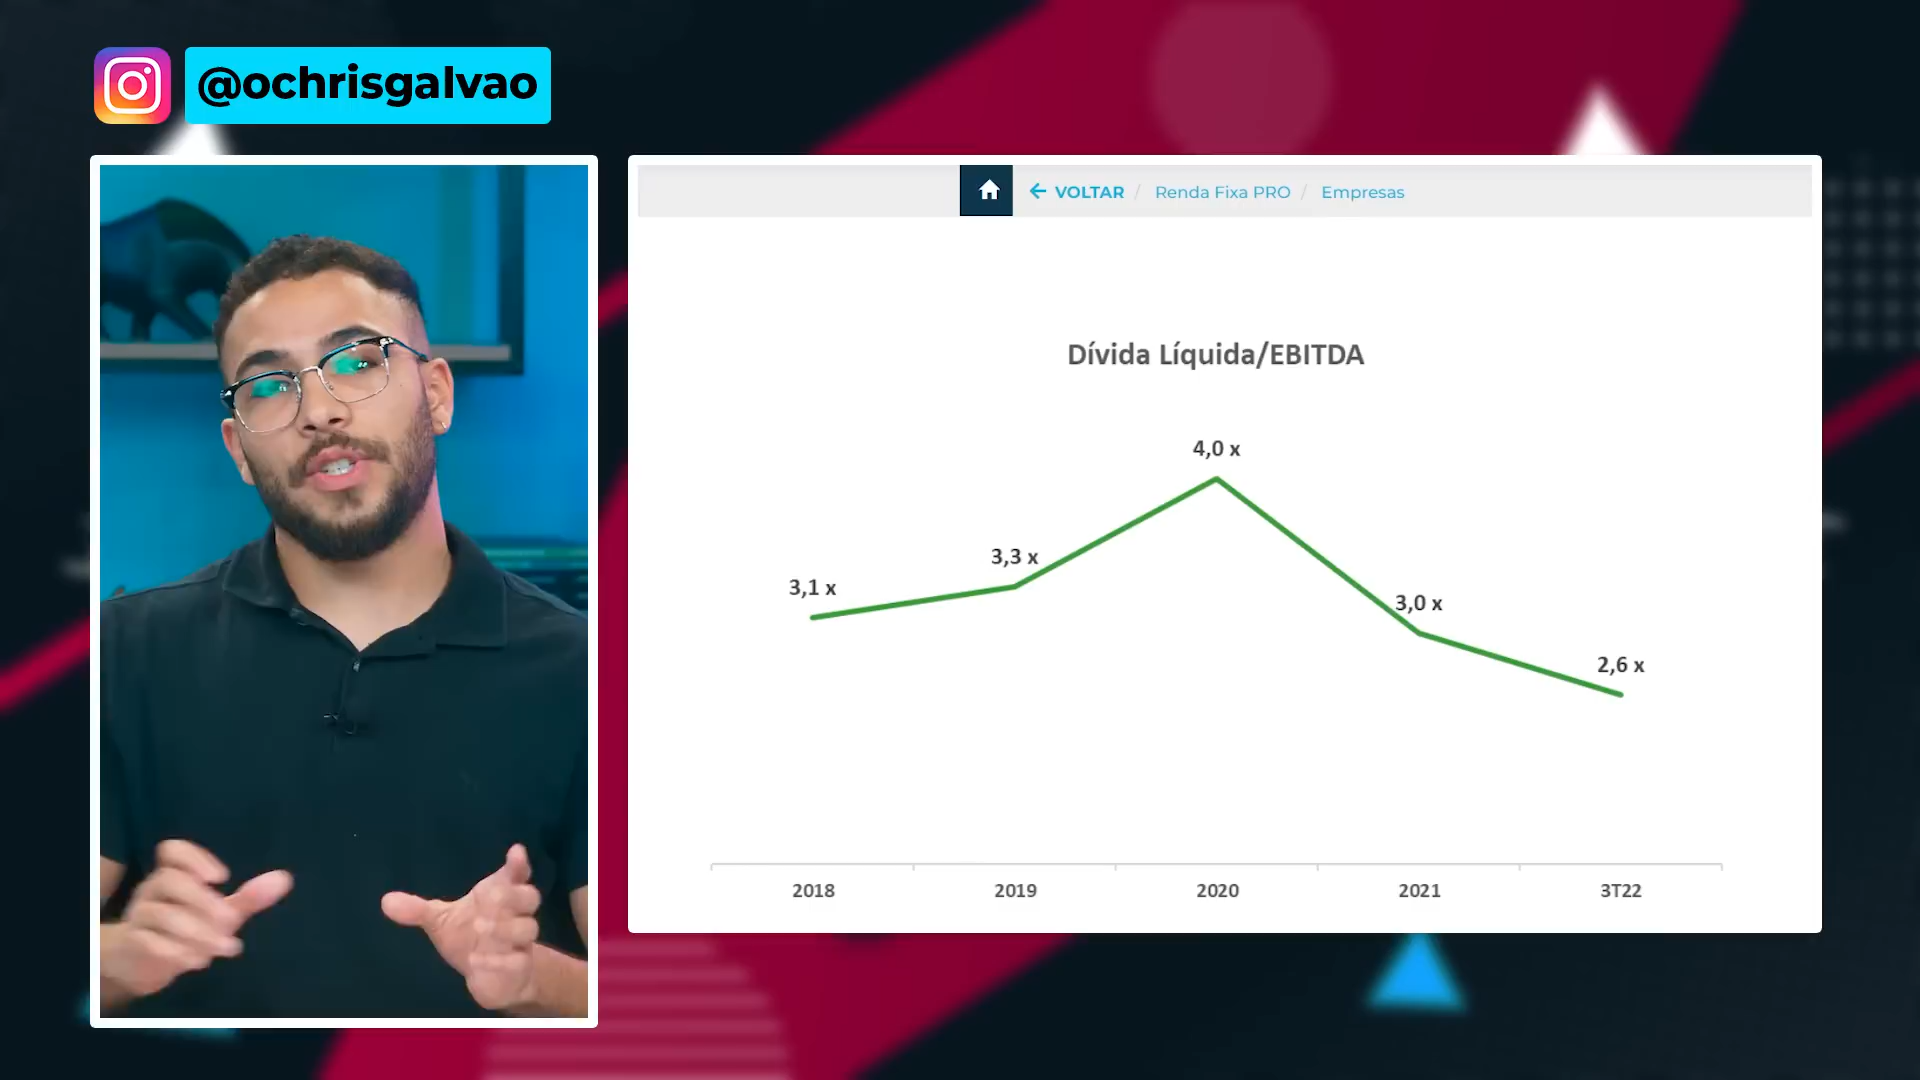 @ochrisgalvao
VOLTAR / Renda Fixa PRO / Empresas
Dívida Líquida/EBITDA
4,0 x
3,3 x
3,1 x
3,0 x
2,6 x
2018 2019 2020 2021 3T22